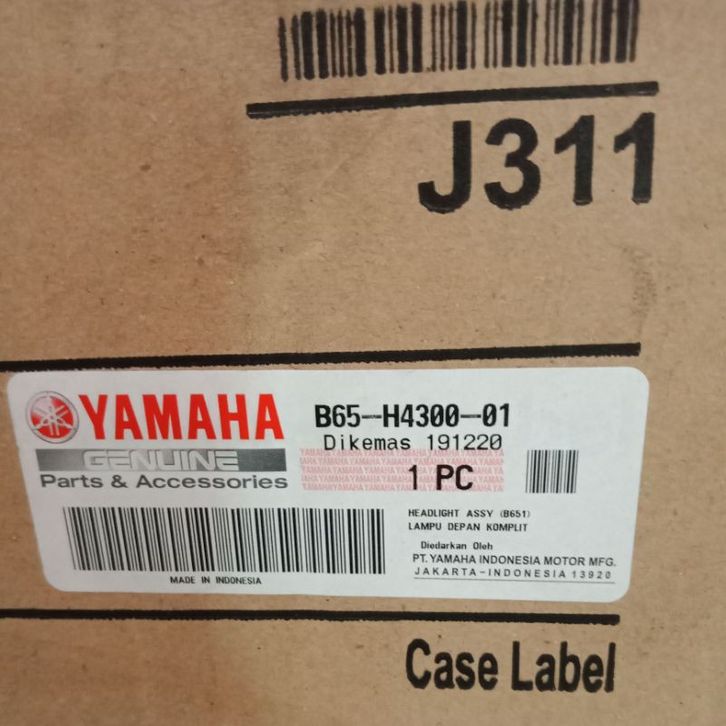 J311
YAMAHA
GENUINE
Parts & Accessories
B65-H4300-01
Dikemas 191220
1 PC
HEADLIGHT ASSY (B651)
LAMPU DEPAN KOMPLIT
Diedarkan Oleh
PT. YAMAHA INDONESIA MOTOR MFG.
JAKARTA-INDONESIA 13920
MADE IN INDONESIA
Case Label